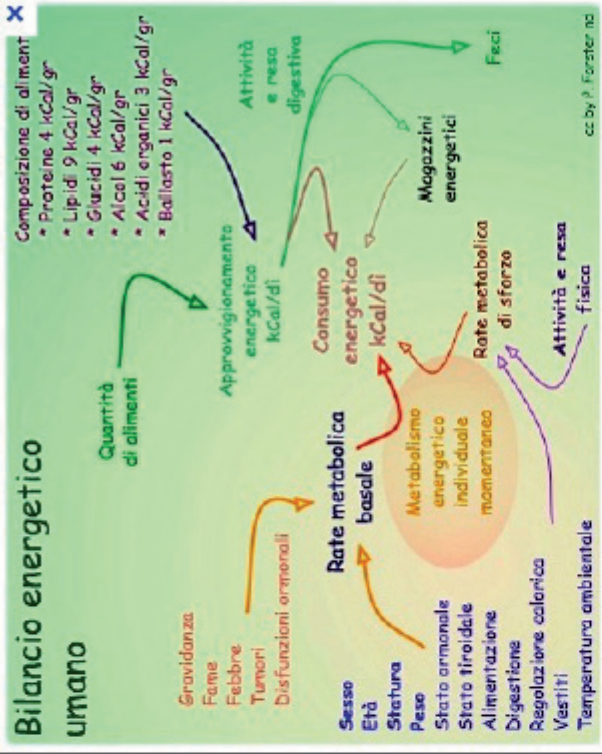 Bilancio energetico
umano
Composizione di aliment
* Proteine 4 kCal/gr
* Lipidi 9 kCal/gr
* Glucidi 4 kCal/gr
* Alcol 6 kCal/gr
* Acidi organici 3 kCal/gr
* Ballasto 1 kCal/gr
Quantità
di alimenti
Attività
e resa
digestiva
Approvvigionamento
energetico
kCal/dì
Feci
Magazzini
energetici
Consumo
energetico
kCal/dì
Gravidanza
Fame
Febbre
Tumori
Disfunzioni ormonali
Rate metabolica
basale
Metabolismo
energetico
individuale
momentaneo
Rate metabolica
di sforzo
Attività e resa
fisica
Sesso
Età
Statura
Peso
Stato ormonale
Stato tiroidale
Alimentazione
Digestione
Regolazione calorica
Vestiti
Temperatura ambientale
cc by P. Forster nd